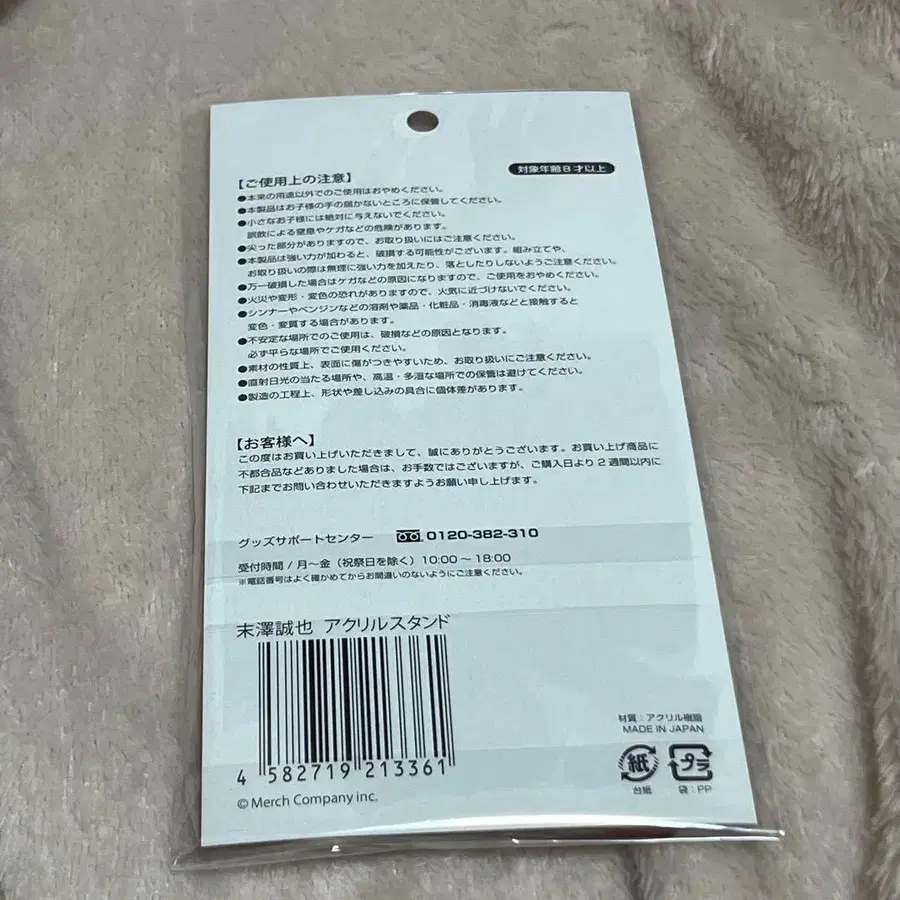 対象年齢8才以上
【ご使用上の注意】
●本来の用途以外でのご使用はおやめください。
●本製品はお子様の手の届かないところに保管してください。
●小さなお子様には絶対に与えないでください。
誤飲による窒息やケガなどの危険があります。
●尖った部分がありますので、お取り扱いにはご注意ください。
●本製品は強い力が加わると、破損する可能性がございます。組み立てや、
お取り扱いの際は無理に強い力を加えたり、落としたりしないようご注意ください。
●万一破損した場合はケガなどの原因になりますので、ご使用をおやめください。
●火災や変形・変色の恐れがありますので、火気に近づけないでください。
●シンナーやベンジンなどの溶剤や薬品・化粧品・消毒液などと接触すると
変色・変質する場合があります。
●不安定な場所でのご使用は、破損などの原因となります。
必ず平らな場所でご使用ください。
●素材の性質上、表面に傷がつきやすいため、お取り扱いにご注意ください。
●直射日光の当たる場所や、高温・多湿な場所での保管は避けてください。
●製造の工程上、形状や差し込みの具合に個体差があります。
【お客様へ】
この度はお買い上げいただきまして、誠にありがとうございます。お買い上げ商品に
不都合品などありました場合は、お手数ではございますが、ご購入日より2週間以内に
下記までお問い合わせいただきますようお願い申し上げます。
グッズサポートセンター 0120-382-310
受付時間/月〜金(祝祭日を除く)10:00〜18:00
※電話番号はよく確かめてからお間違いのないようにご注意ください。
末澤誠也 アクリルスタンド
4 582719 213361
© Merch Company inc.
材質:アクリル樹脂
MADE IN JAPAN
紙 プラ
台紙 袋:PP